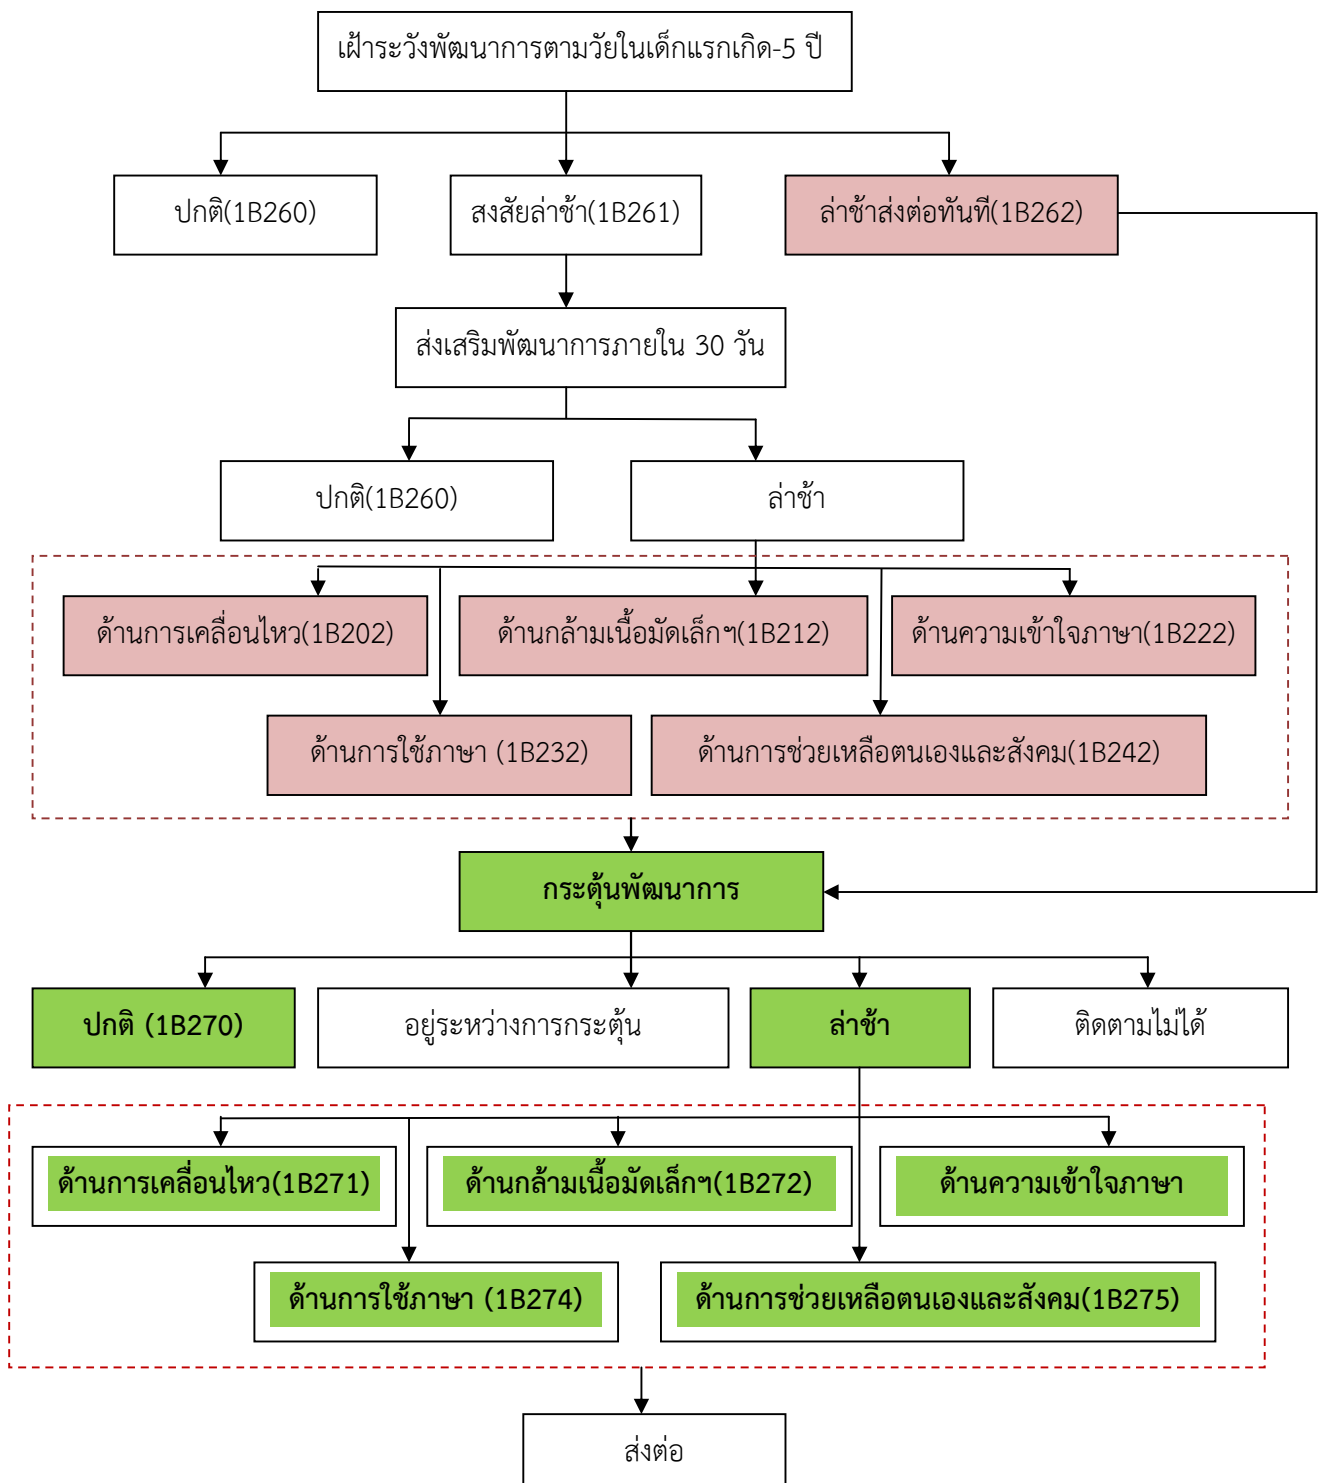 เฝ้าระวังพัฒนาการตามวัยในเด็กแรกเกิด-5 ปี
ปกติ(1B260)
สงสัยล่าช้า(1B261)
ล่าช้าส่งต่อทันที(1B262)
ส่งเสริมพัฒนาการภายใน 30 วัน
ปกติ(1B260)
ล่าช้า
ด้านการเคลื่อนไหว(1B202)
ด้านกล้ามเนื้อมัดเล็กฯ(1B212)
ด้านความเข้าใจภาษา(1B222)
ด้านการใช้ภาษา (1B232)
ด้านการช่วยเหลือตนเองและสังคม(1B242)
กระตุ้นพัฒนาการ
ปกติ (1B270)
อยู่ระหว่างการกระตุ้น
ล่าช้า
ติดตามไม่ได้
ด้านการเคลื่อนไหว(1B271)
ด้านกล้ามเนื้อมัดเล็กฯ(1B272)
ด้านความเข้าใจภาษา
ด้านการใช้ภาษา (1B274)
ด้านการช่วยเหลือตนเองและสังคม(1B275)
ส่งต่อ